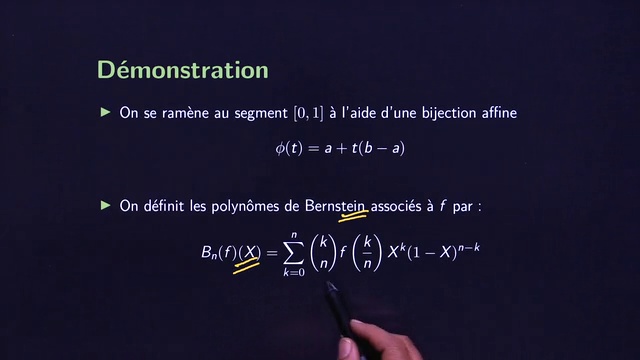 Démonstration
▶ On se ramène au segment [0, 1] à l'aide d'une bijection affine
ϕ(t) = a + t(b − a)
▶ On définit les polynômes de Bernstein associés à f par :
B_n(f)(X) = \sum_{k=0}^{n} \binom{k}{n} f\left(\frac{k}{n}\right) X^k (1 − X)^{n−k}